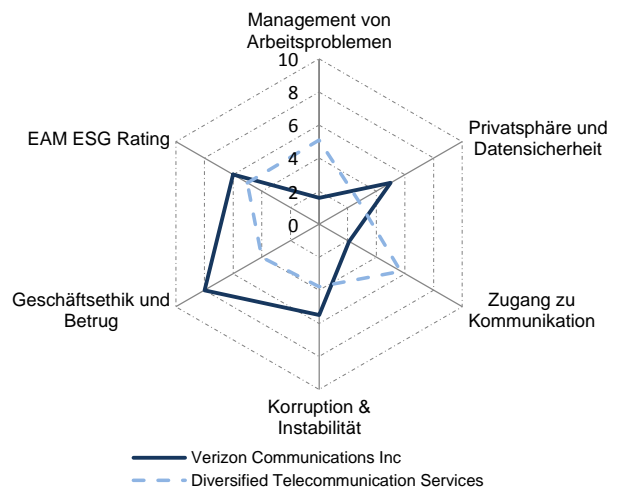 Management von
Arbeitsproblemen
10
8
6
4
2
0
EAM ESG Rating
Privatsphäre und
Datensicherheit
Geschäftsethik und
Betrug
Zugang zu
Kommunikation
Korruption &
Instabilität
Verizon Communications Inc
Diversified Telecommunication Services